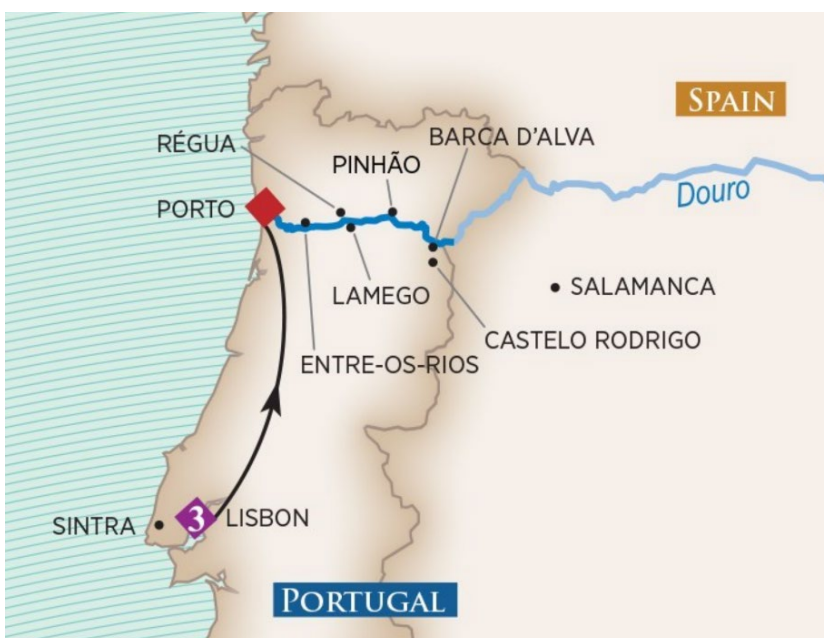 SPAIN
BARCA D'ALVA
RÉGUA
PINHÃO
Douro
PORTO
SALAMANCA
LAMEGO
CASTELO RODRIGO
ENTRE-OS-RIOS
3
LISBON
SINTRA
PORTUGAL